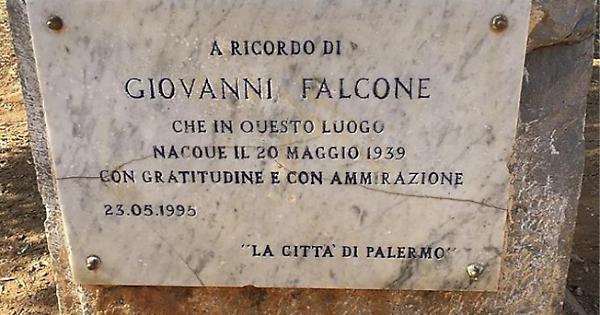 A RICORDO DI
GIOVANNI FALCONE
CHE IN QUESTO LUOGO
NACQUE IL 20 MAGGIO 1939
CON GRATITUDINE E CON AMMIRAZIONE
23.05.1995
"LA CITTÀ DI PALERMO"